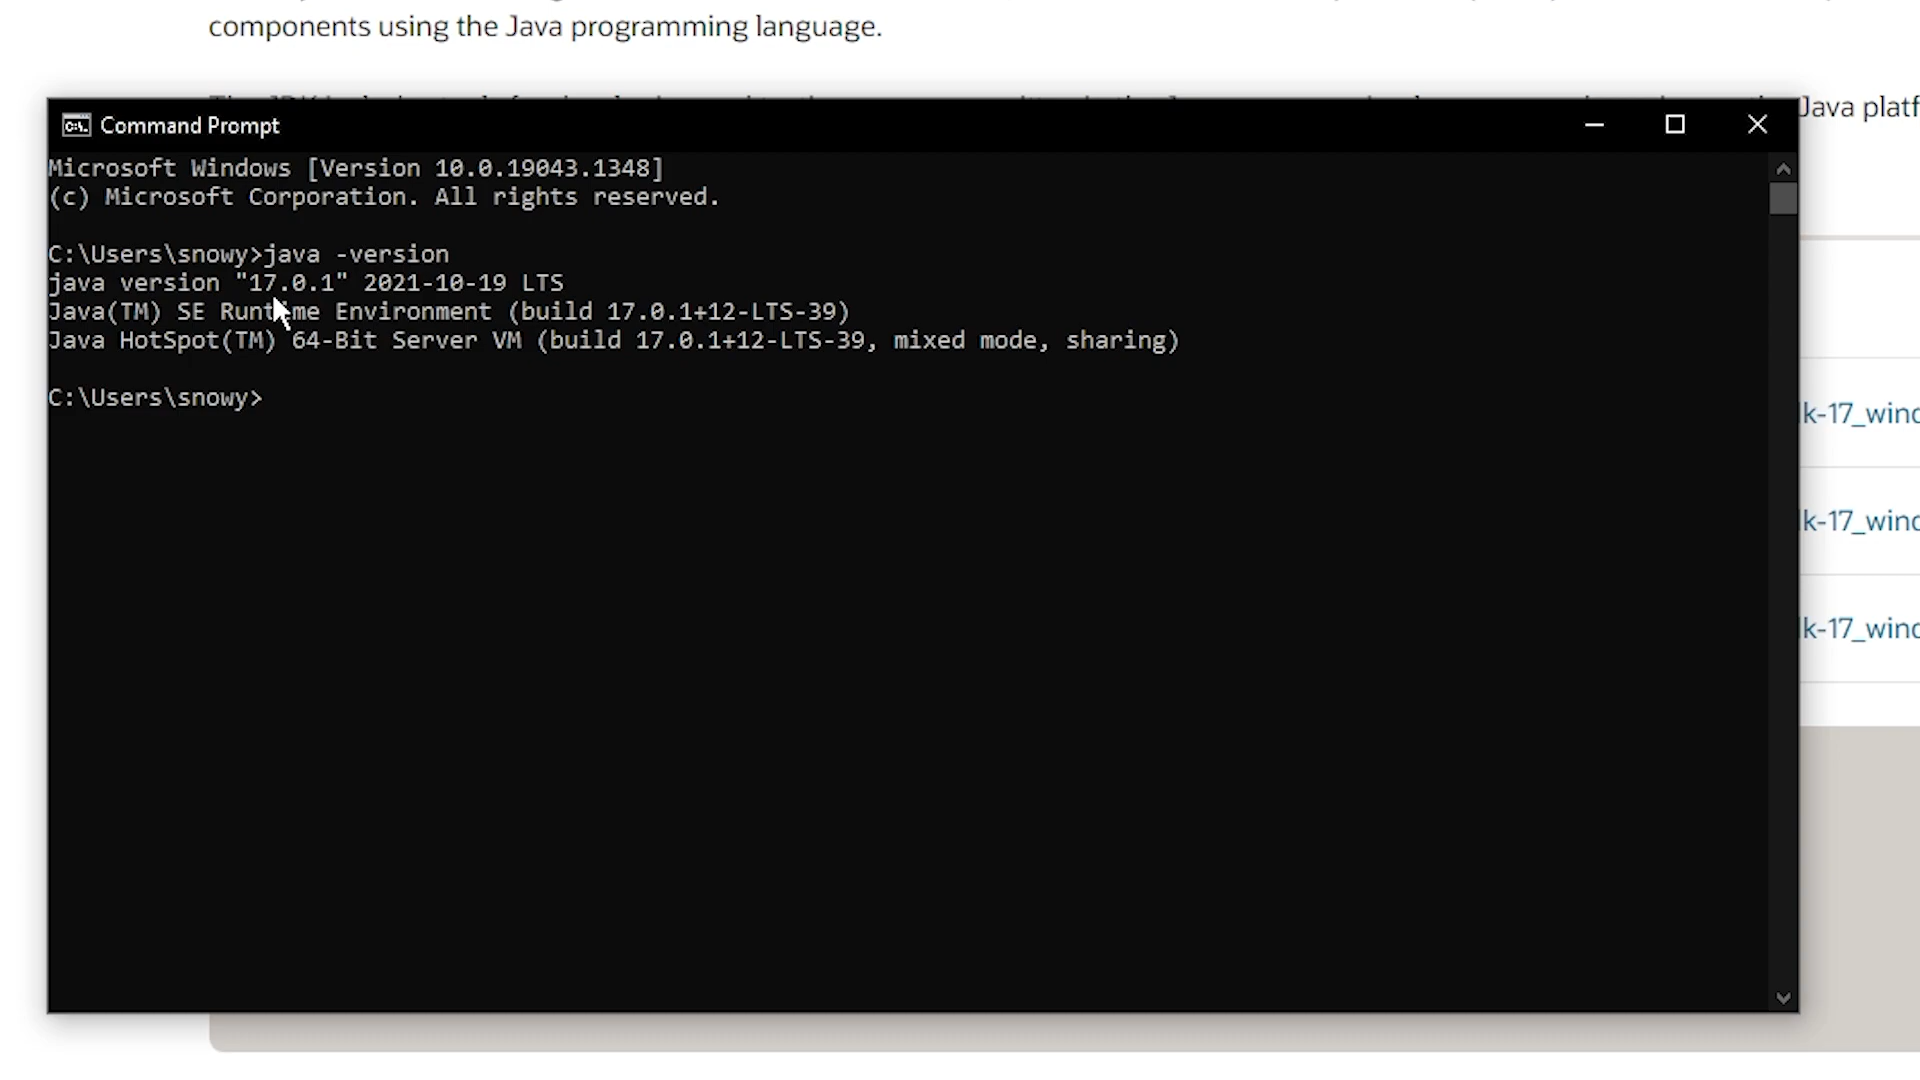 components using the Java programming language.
Java platf
Command Prompt
Microsoft Windows [Version 10.0.19043.1348]
(c) Microsoft Corporation. All rights reserved.
C:\Users\snowy>java -version
java version "17.0.1" 2021-10-19 LTS
Java(TM) SE Runtime Environment (build 17.0.1+12-LTS-39)
Java HotSpot(TM) 64-Bit Server VM (build 17.0.1+12-LTS-39, mixed mode, sharing)
C:\Users\snowy>
k-17_wind
k-17_wind
k-17_wind